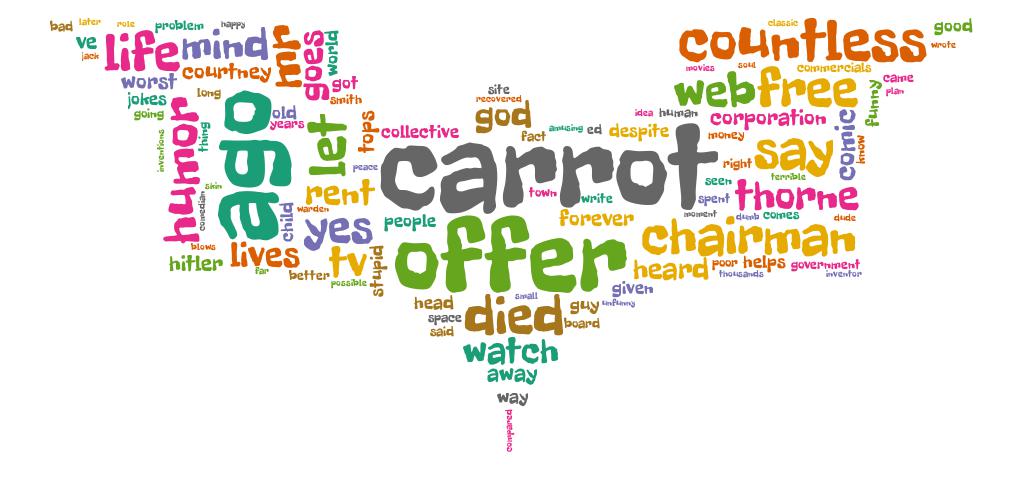 bad
later
role
problem
happy
ve
jack
life
mind
mr
goes
world
worst
courtney
got
smith
jokes
long
going
humor
thing
ago
old
years
let
tops
collective
inventions
skin
comedian
peace
rent
warden
child
yes
people
blows
hitler
lives
far
better
tv
possible
stupid
site
recovered
god
fact
amusing
ed
despite
idea
human
carrot
town
write
forever
offer
head
small
guy
unfunny
given
space
said
died
board
watch
away
way
compared
classic
good
countless
wrote
movies
soul
commercials
web
free
funny
came
plan
corporation
money
comic
know
right
say
terrible
seen
spent
thorne
moment
dumb
comes
dude
chairman
heard
poor
helps
government
thousands
inventor